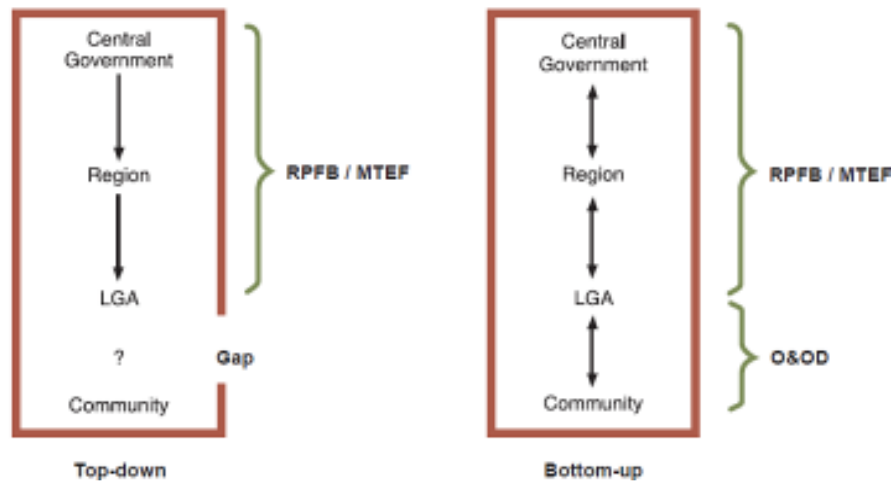 Central
Government
Region
LGA
?
Community
RPFB / MTEF
Gap
Top-down
Central
Government
Region
LGA
Community
RPFB / MTEF
O&OD
Bottom-up